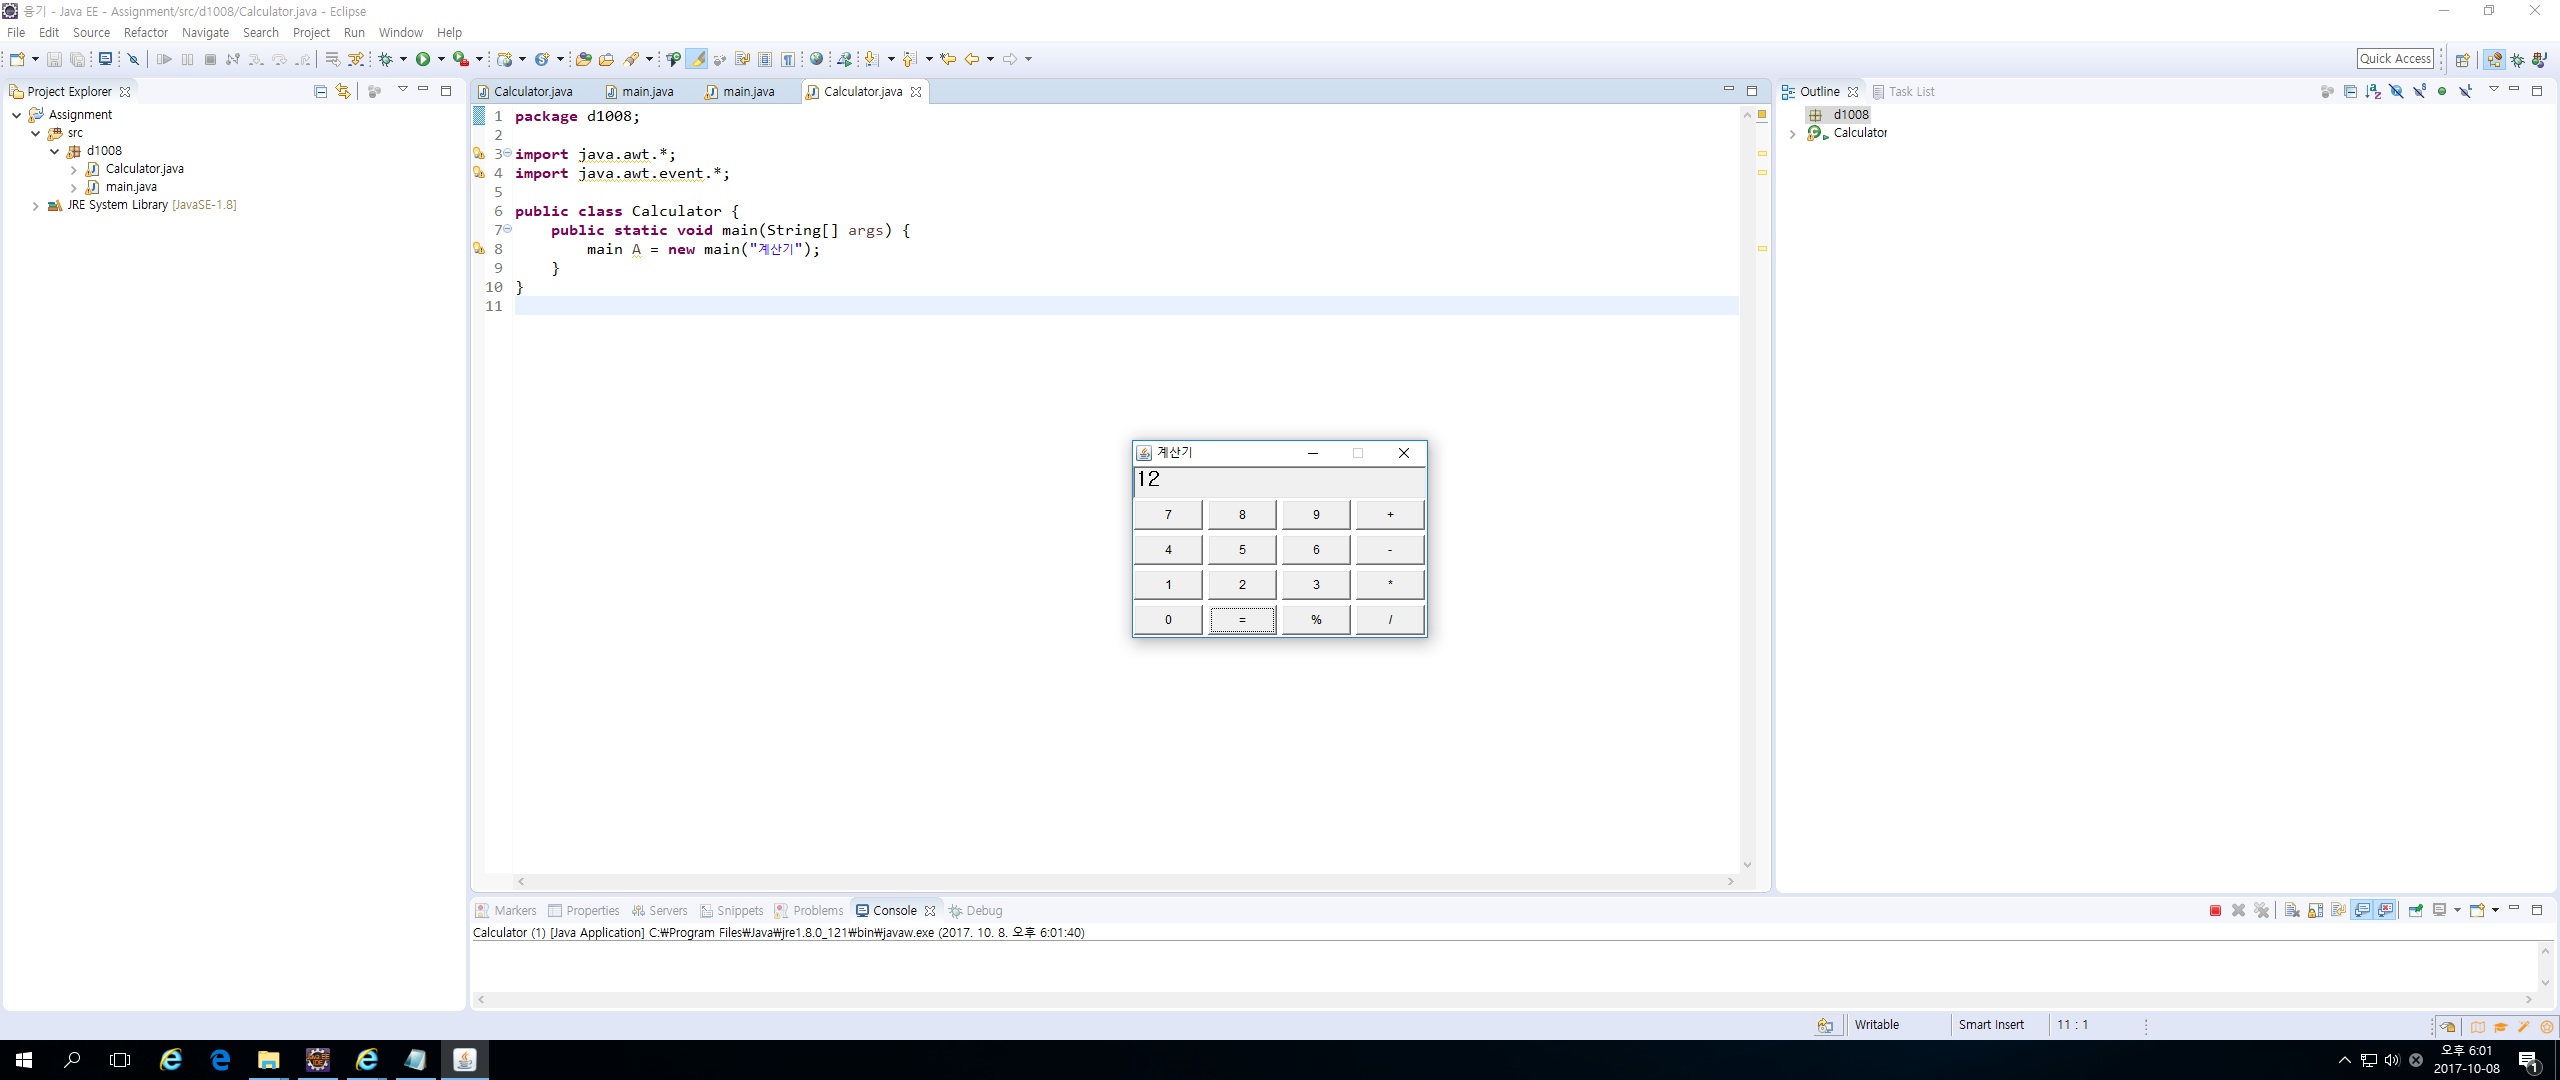 융기 - Java EE - Assignment/src/d1008/Calculator.java - Eclipse
File Edit Source Refactor Navigate Search Project Run Window Help
Quick Access
Project Explorer
Assignment
src
d1008
Calculator.java
main.java
JRE System Library [JavaSE-1.8]
Calculator.java main.java main.java Calculator.java
1 package d1008;
2
3 import java.awt.*;
4 import java.awt.event.*;
5
6 public class Calculator {
7 public static void main(String[] args) {
8 main A = new main("계산기");
9 }
10 }
11
계산기
12
7 8 9 +
4 5 6 -
1 2 3 *
0 = % /
Outline Task List
d1008
Calculator
Markers Properties Servers Snippets Problems Console Debug
Calculator (1) [Java Application] C:₩Program Files₩Java₩jre1.8.0_121₩bin₩javaw.exe (2017. 10. 8. 오후 6:01:40)
Writable Smart Insert 11 : 1
오후 6:01
2017-10-08
1